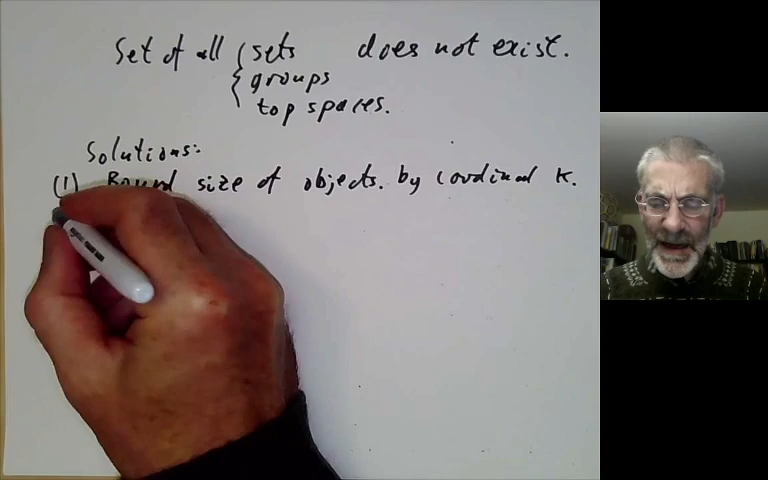 Set of all { sets does not exist.
groups
top spaces.
Solutions:
(1) Bound size of objects. by cardinal K.